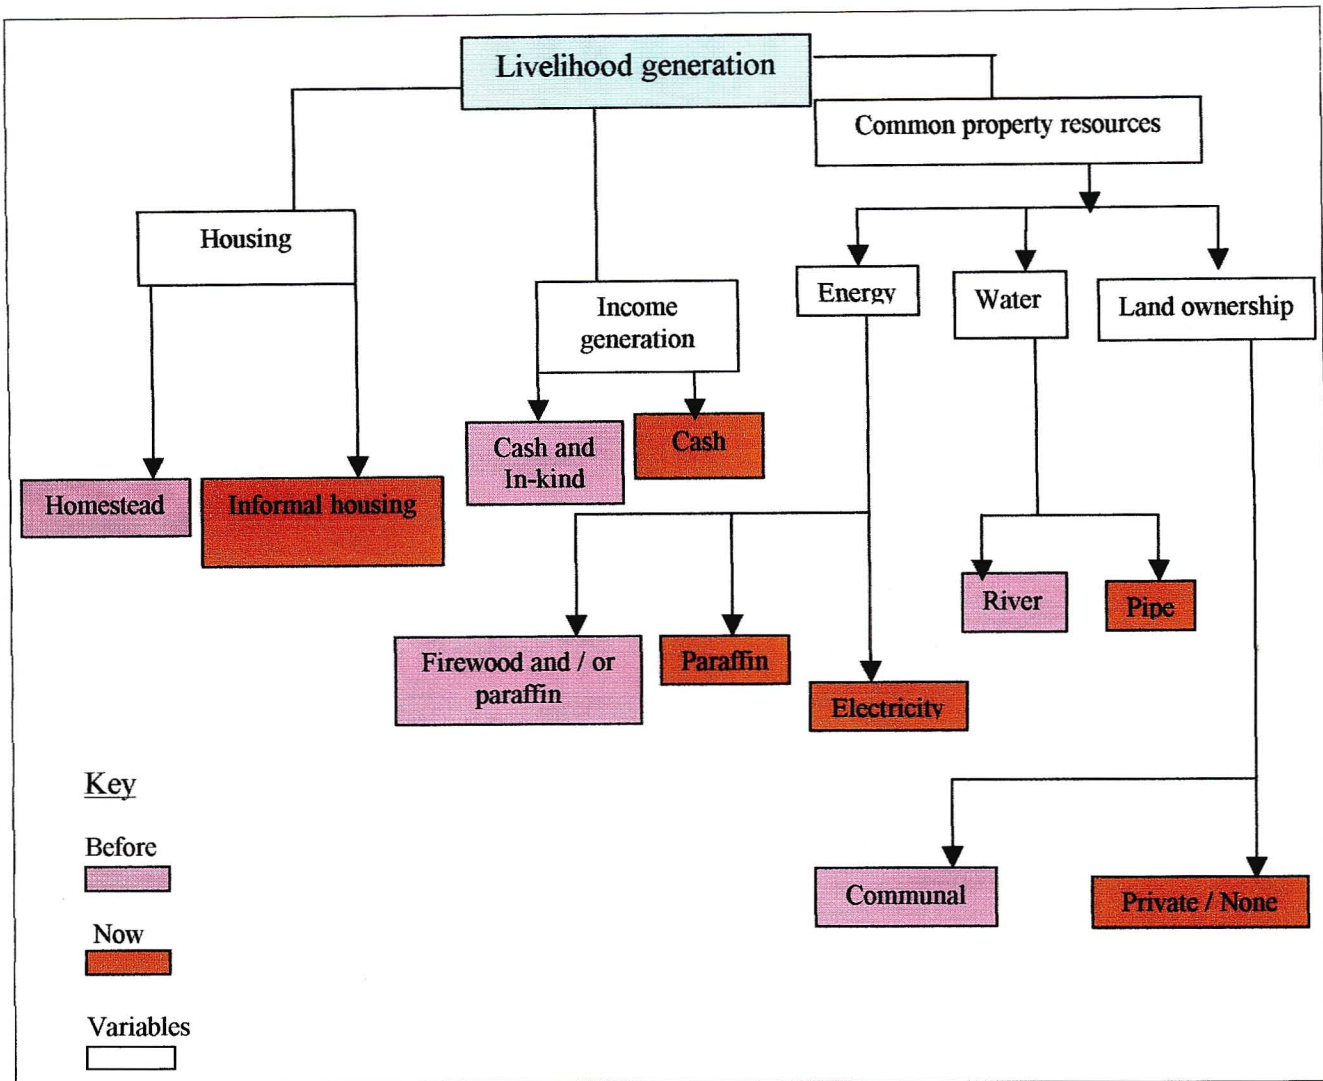 Livelihood generation
Common property resources
Housing
Income
generation
Energy
Water
Land ownership
Cash and
In-kind
Cash
Homestead
Informal housing
Firewood and / or
paraffin
Paraffin
Electricity
River
Pipe
Communal
Private / None
Key
Before
Now
Variables